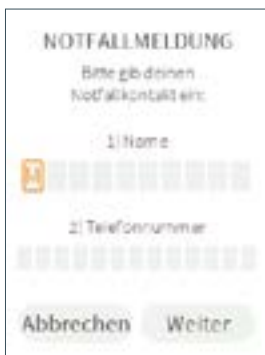 NOTFALLMELDUNG
Bitte gib deinen
Notfallkontakt ein:
1) Name
2) Telefonnummer
Abbrechen Weiter